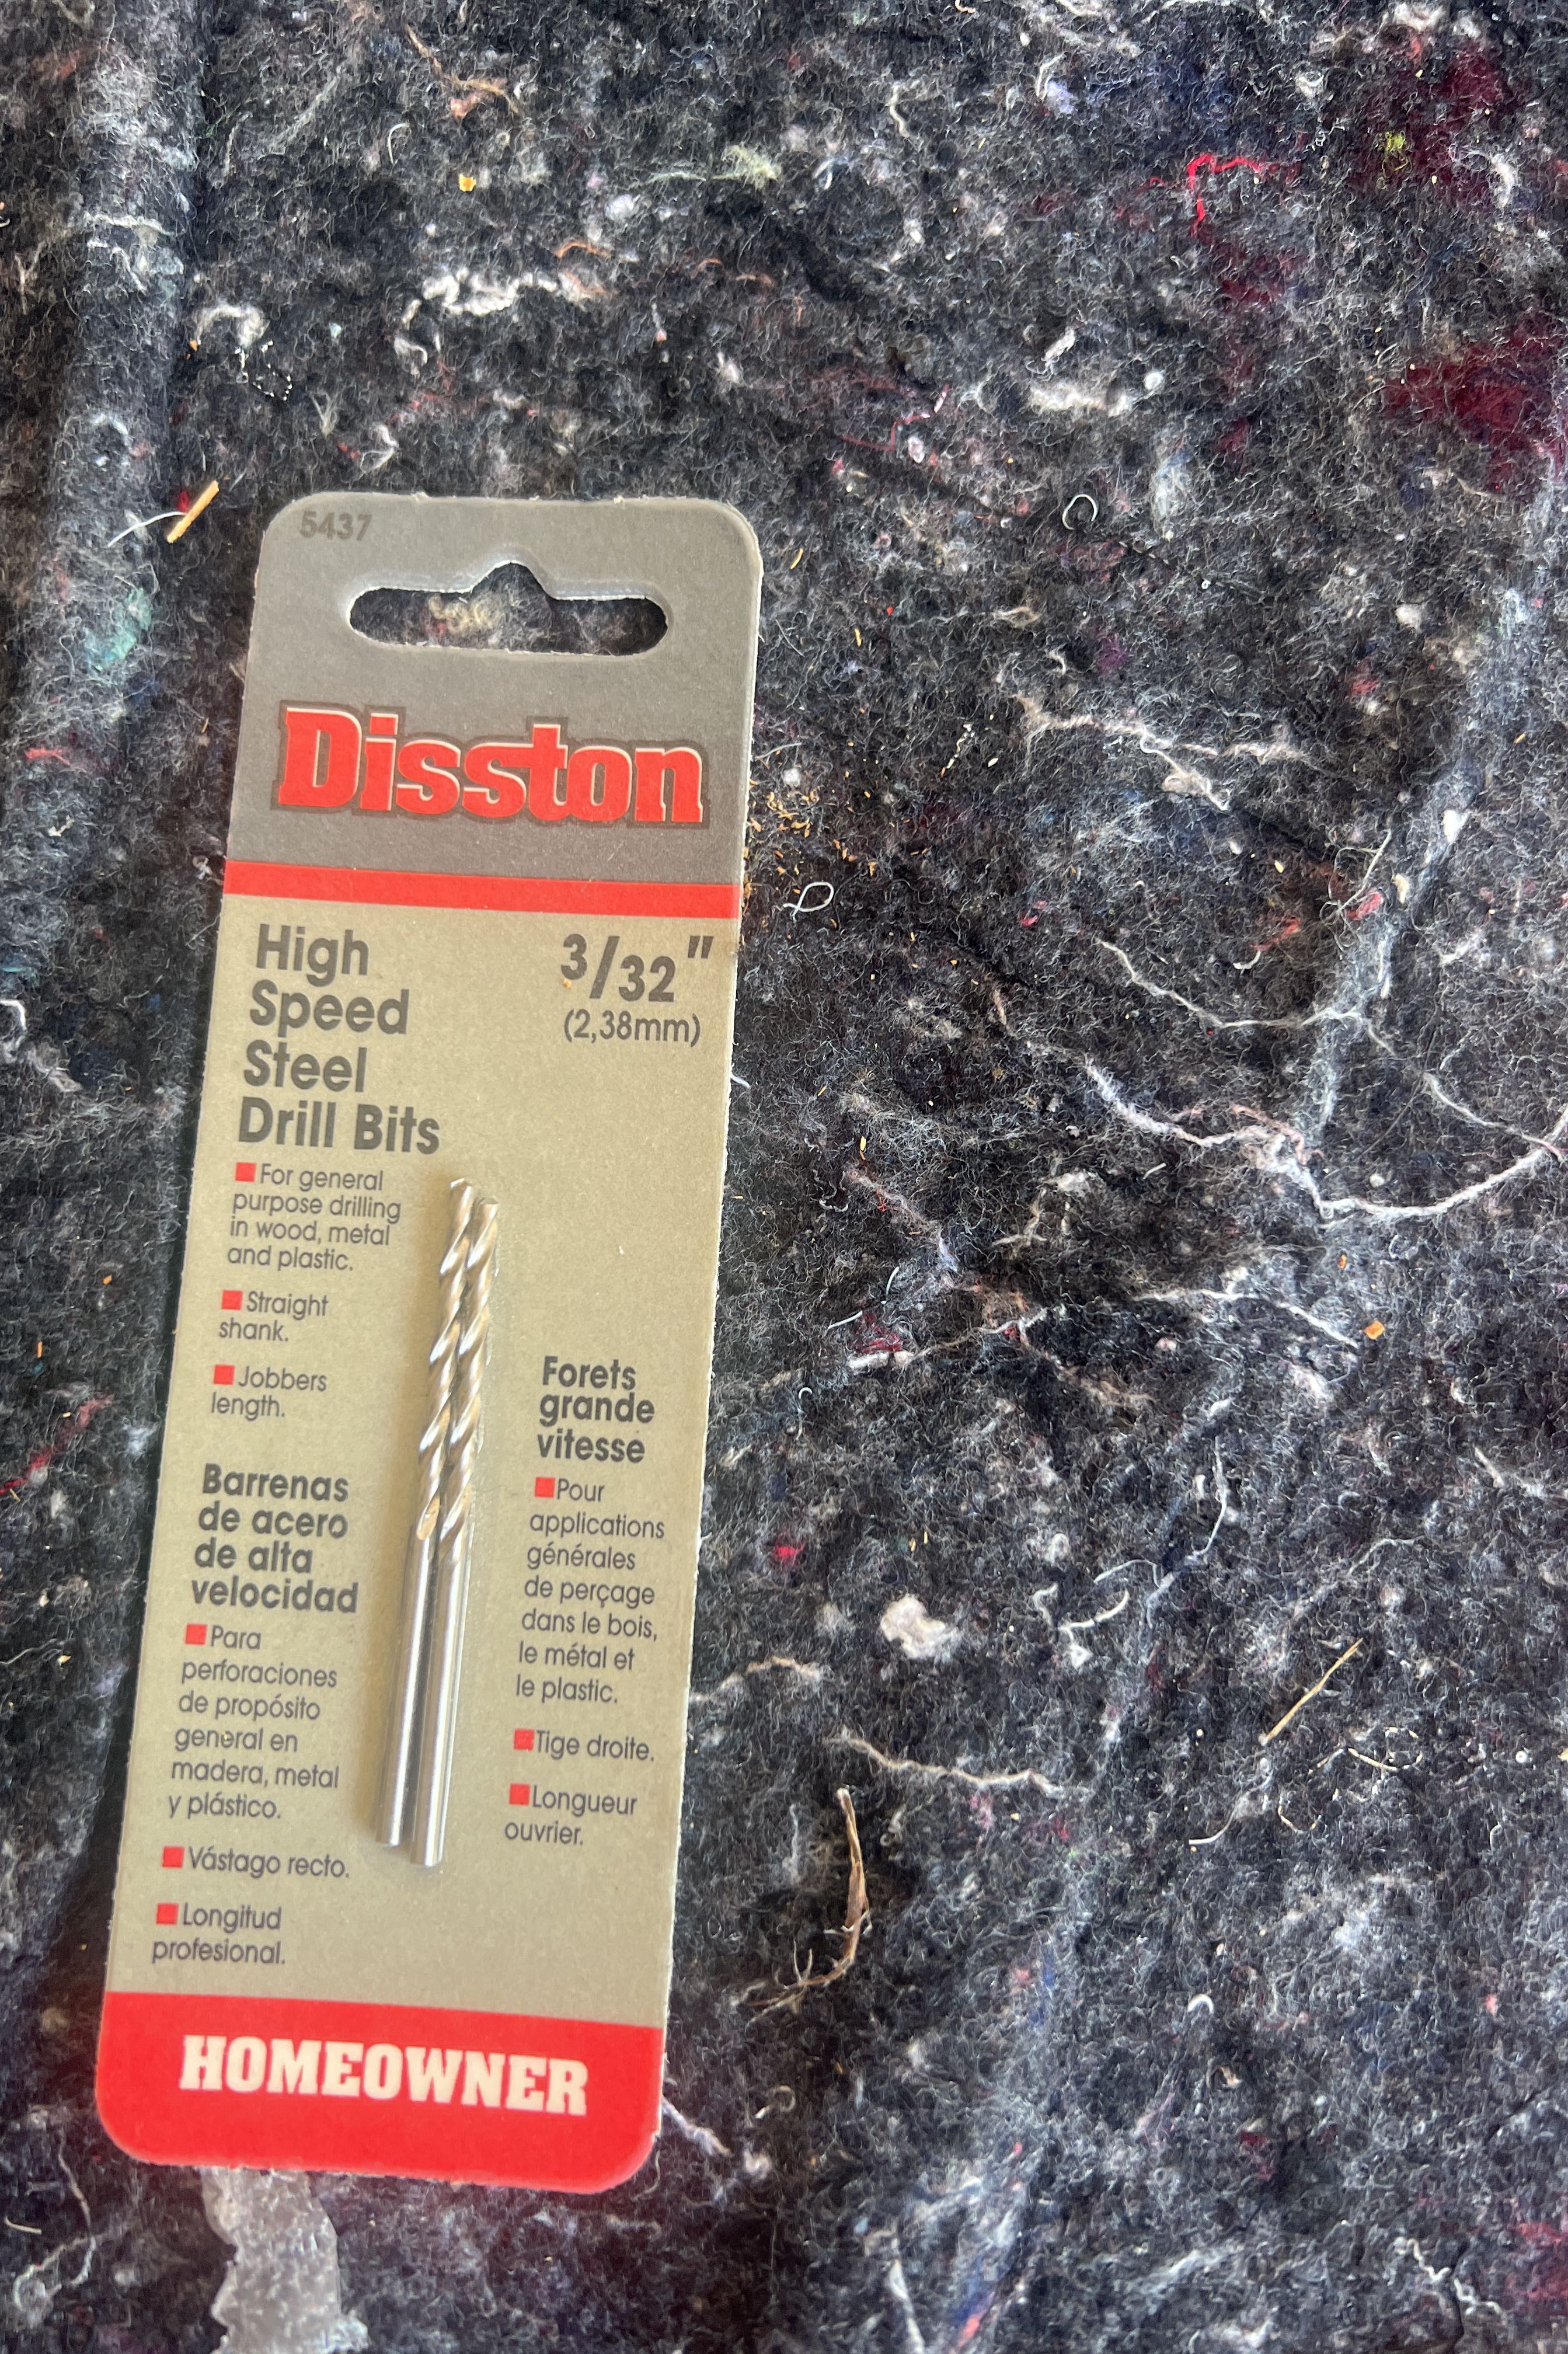 5437
Disston
High
Speed
Steel
Drill Bits
3/32"
(2,38mm)
For general
purpose drilling
in wood, metal
and plastic.
Straight
shank.
Jobbers
length.
Barrenas
de acero
de alta
velocidad
Para
perforaciones
de propósito
general en
madera, metal
y plástico.
Vástago recto.
Longitud
profesional.
Forets
grande
vitesse
Pour
applications
générales
de perçage
dans le bois,
le métal et
le plastic.
Tige droite.
Longueur
ouvrier.
HOMEOWNER